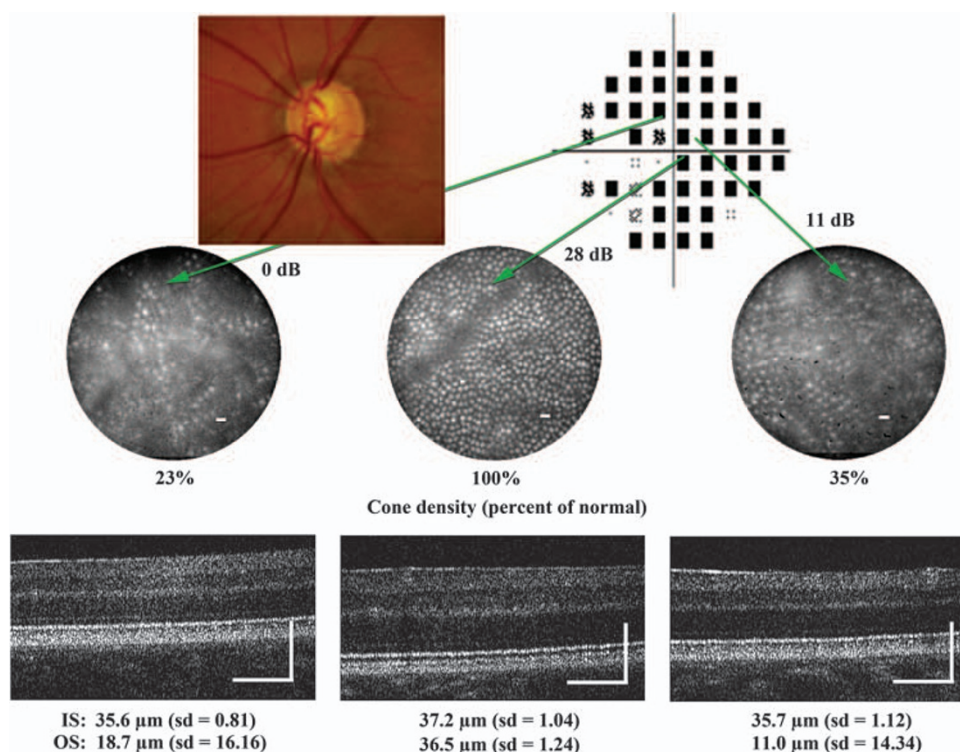 11 dB
28 dB
0 dB
23%
100%
35%
Cone density (percent of normal)
IS: 35.6 µm (sd = 0.81)
OS: 18.7 µm (sd = 16.16)
37.2 µm (sd = 1.04)
36.5 µm (sd = 1.24)
35.7 µm (sd = 1.12)
11.0 µm (sd = 14.34)